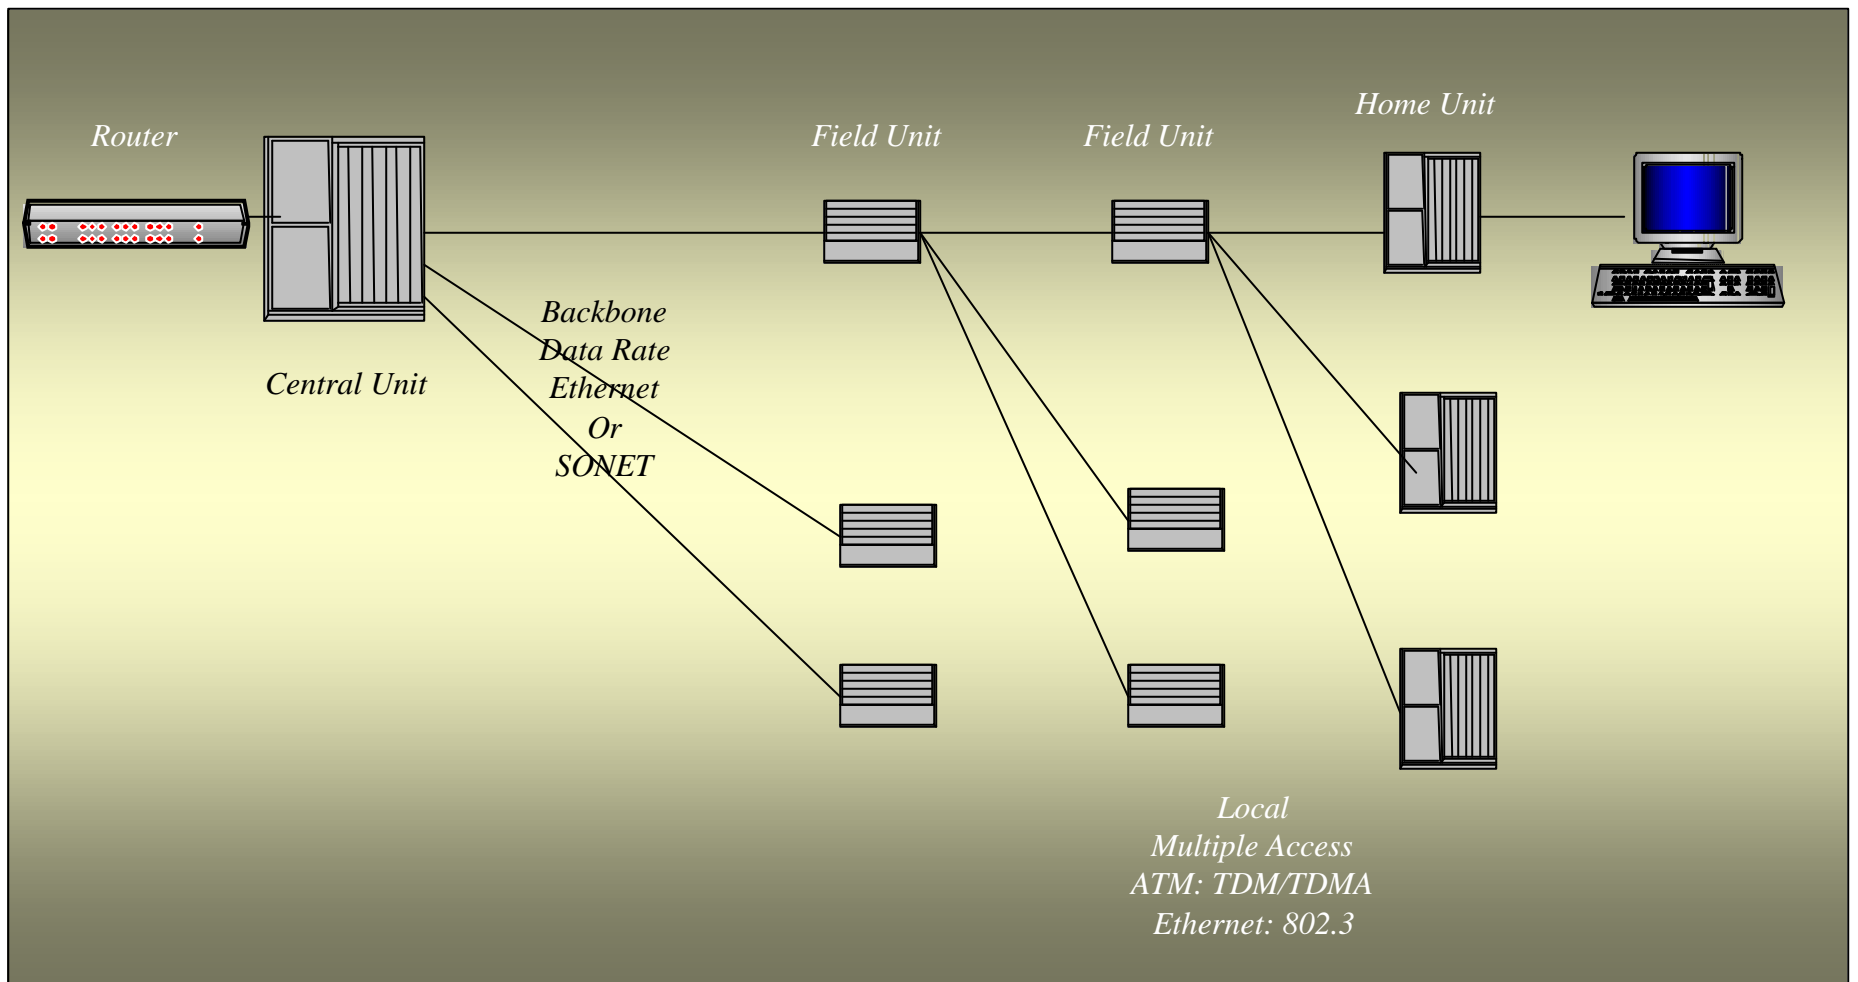 Home Unit
Router
Field Unit
Field Unit
Backbone
Data Rate
Ethernet
Or
SONET
Central Unit
Local
Multiple Access
ATM: TDM/TDMA
Ethernet: 802.3